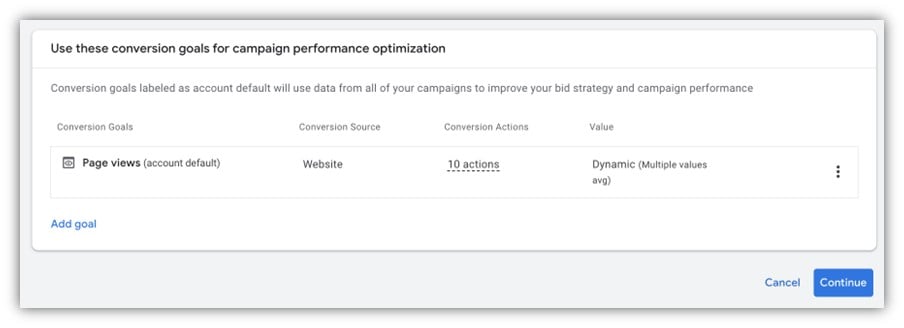 Use these conversion goals for campaign performance optimization
Conversion goals labeled as account default will use data from all of your campaigns to improve your bid strategy and campaign performance
Conversion Goals Conversion Source Conversion Actions Value
Page views (account default) Website 10 actions Dynamic (Multiple values
avg)
Add goal
Cancel Continue